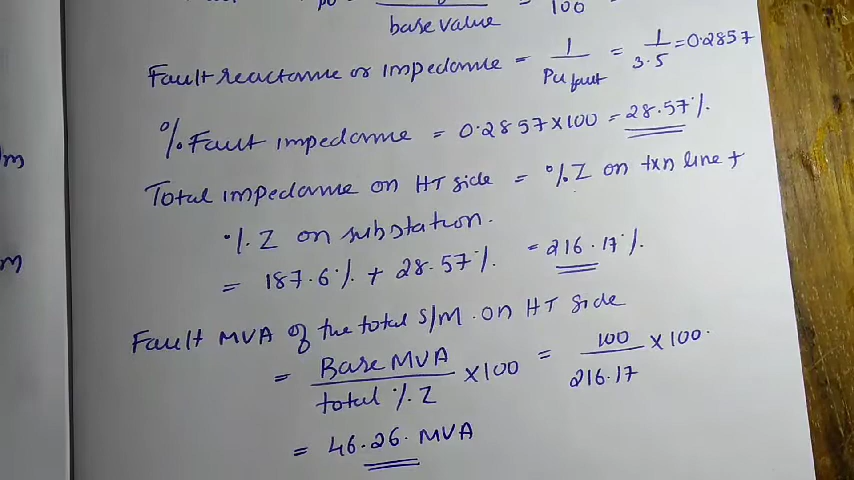 base value 100
Fault reactance or impedance = 1/Pu fault = 1/3.5 = 0.2857
% Fault impedance = 0.2857 x 100 = 28.57 %.
Total impedance on HT side = % Z on txn line +
% Z on substation.
= 187.6 % + 28.57 %. = 216.17 %.
Fault MVA of the total S/M. on HT side
= Base MVA / total % Z x 100 = 100 / 216.17 x 100.
= 46.26. MVA
m
m